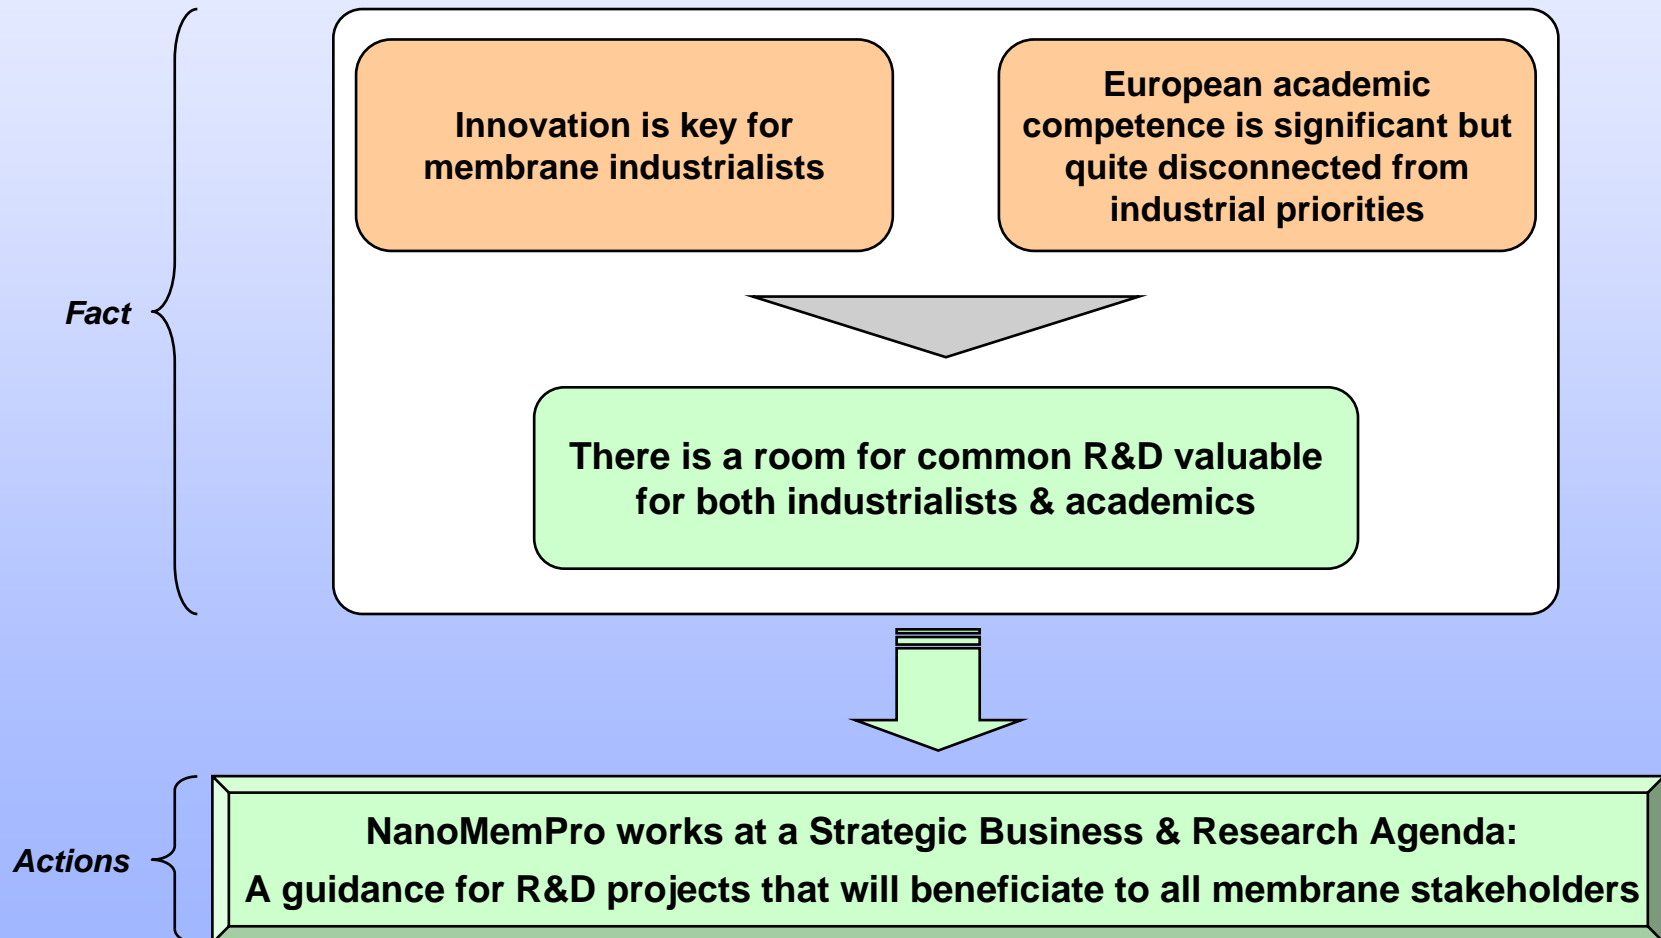 Innovation is key for
membrane industrialists
European academic
competence is significant but
quite disconnected from
industrial priorities
Fact
There is a room for common R&D valuable
for both industrialists & academics
Actions
NanoMemPro works at a Strategic Business & Research Agenda:
A guidance for R&D projects that will beneficiate to all membrane stakeholders